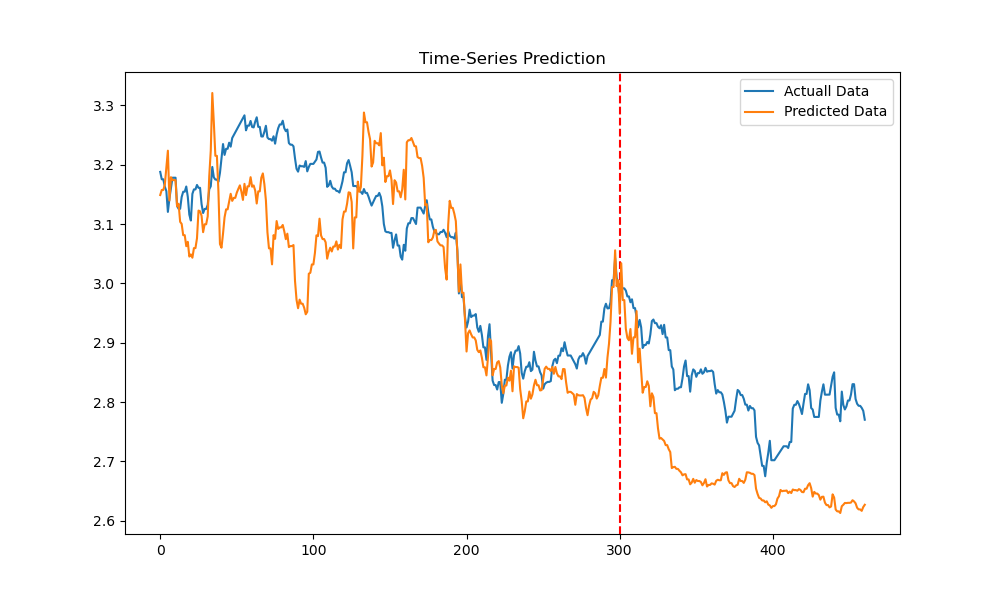 Time-Series Prediction
Actuall Data
Predicted Data
3.3
3.2
3.1
3.0
2.9
2.8
2.7
2.6
0 100 200 300 400